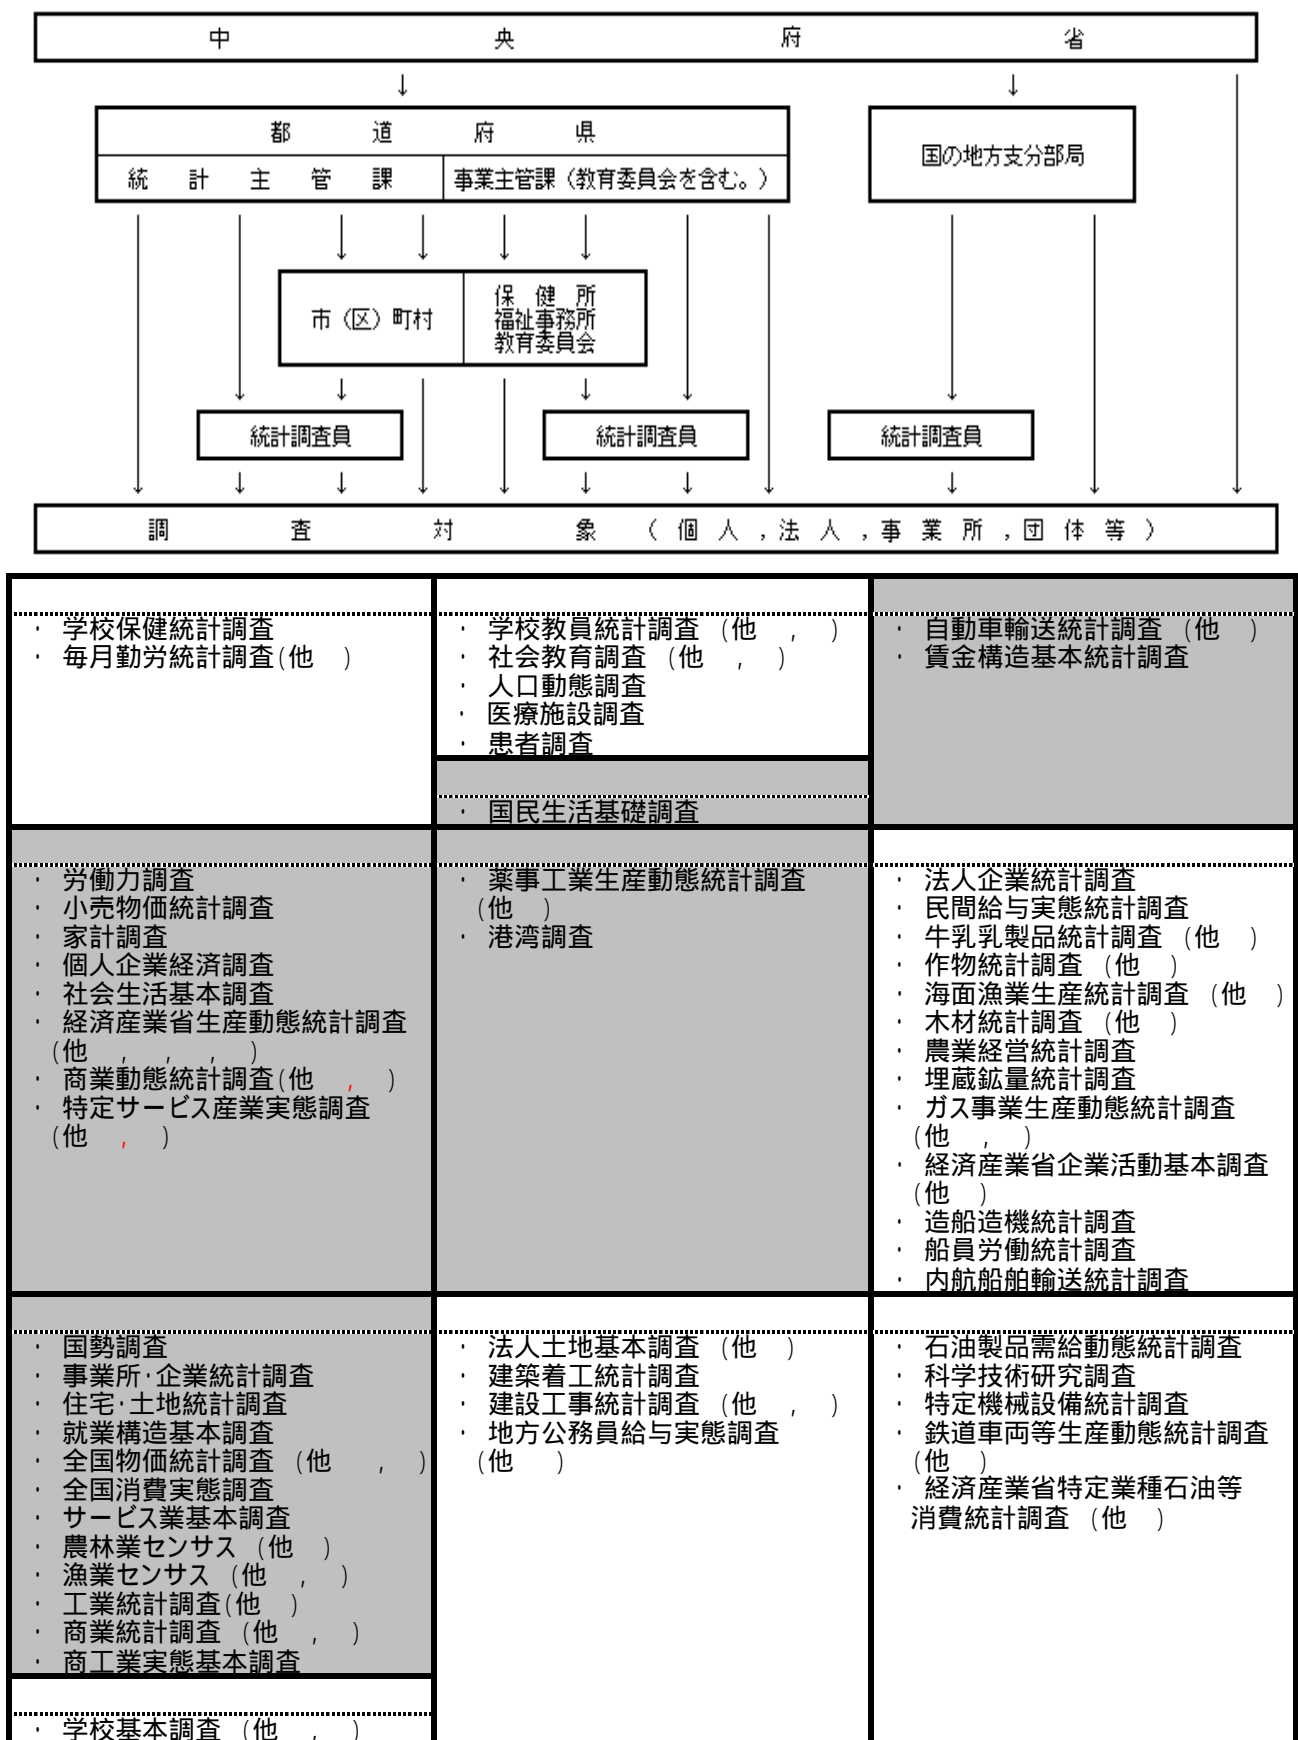 中央府省
都道府県
国の地方支分部局
統計主管課
事業主管課（教育委員会を含む。）
市（区）町村
保健所
福祉事務所
教育委員会
統計調査員
統計調査員
統計調査員
調査対象（個人，法人，事業所，団体等）
・ 学校保健統計調査
・ 毎月勤労統計調査(他　)
・ 学校教員統計調査 (他　,　)
・ 社会教育調査 (他　,　)
・ 人口動態調査
・ 医療施設調査
・ 患者調査
・ 国民生活基礎調査
・ 自動車輸送統計調査 (他　)
・ 賃金構造基本統計調査
・ 労働力調査
・ 小売物価統計調査
・ 家計調査
・ 個人企業経済調査
・ 社会生活基本調査
・ 経済産業省生産動態統計調査
(他　,　,　,　)
・ 商業動態統計調査(他　,　)
・ 特定サービス産業実態調査
(他　,　)
・ 薬事工業生産動態統計調査
(他　)
・ 港湾調査
・ 法人企業統計調査
・ 民間給与実態統計調査
・ 牛乳乳製品統計調査 (他　)
・ 作物統計調査 (他　)
・ 海面漁業生産統計調査 (他　)
・ 木材統計調査 (他　)
・ 農業経営統計調査
・ 埋蔵鉱量統計調査
・ ガス事業生産動態統計調査
(他　,　)
・ 経済産業省企業活動基本調査
(他　)
・ 造船造機統計調査
・ 船員労働統計調査
・ 内航船舶輸送統計調査
・ 国勢調査
・ 事業所・企業統計調査
・ 住宅・土地統計調査
・ 就業構造基本調査
・ 全国物価統計調査 (他　,　)
・ 全国消費実態調査
・ サービス業基本調査
・ 農林業センサス (他　)
・ 漁業センサス (他　,　)
・ 工業統計調査(他　)
・ 商業統計調査 (他　,　)
・ 商工業実態基本調査
・ 学校基本調査 (他　,　)
・ 法人土地基本調査 (他　)
・ 建築着工統計調査
・ 建設工事統計調査 (他　,　)
・ 地方公務員給与実態調査
(他　)
・ 石油製品需給動態統計調査
・ 科学技術研究調査
・ 特定機械設備統計調査
・ 鉄道車両等生産動態統計調査
(他　)
・ 経済産業省特定業種石油等
消費統計調査 (他　)